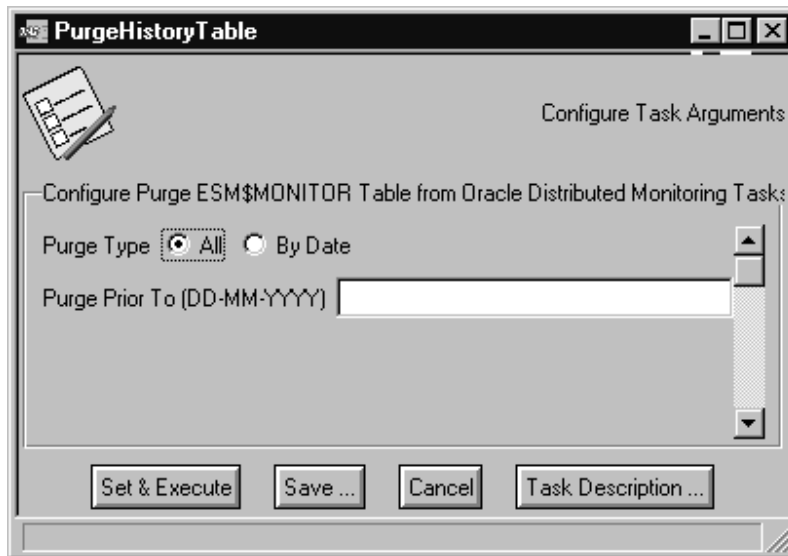 PurgeHistoryTable
Configure Task Arguments
Configure Purge ESM$MONITOR Table from Oracle Distributed Monitoring Tasks
Purge Type All By Date
Purge Prior To (DD-MM-YYYY)
Set & Execute Save ... Cancel Task Description ...